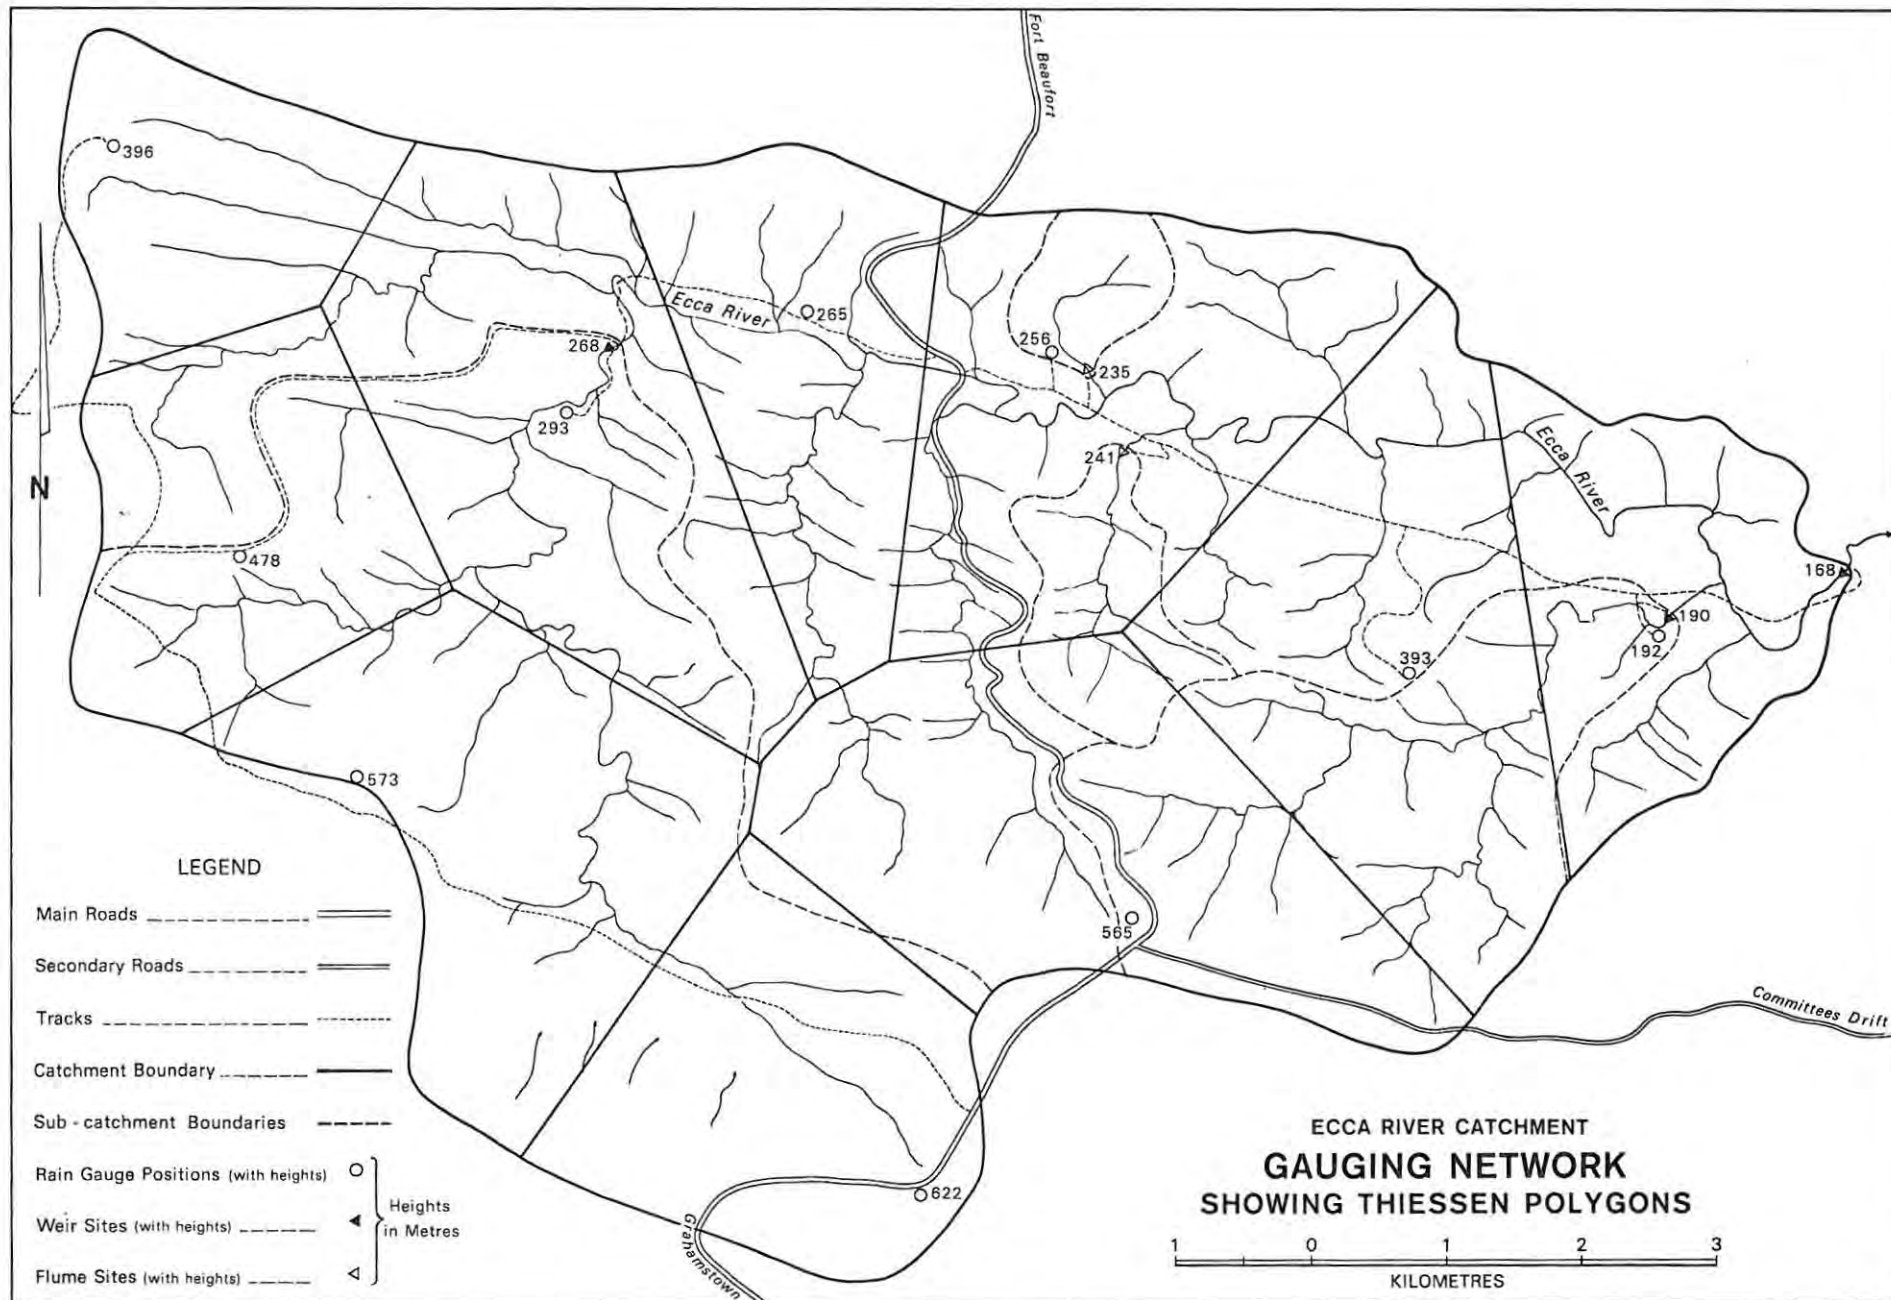 Fort Beaufort
396
Ecca River
265
268
256
235
293
241
Ecca River
N
478
168
190
192
393
573
LEGEND
Main Roads
Secondary Roads
Tracks
Catchment Boundary
Sub - catchment Boundaries
Rain Gauge Positions (with heights)
Weir Sites (with heights)
Flume Sites (with heights)
Heights
in Metres
565
Committees Drift
622
Grahamstown
ECCA RIVER CATCHMENT
GAUGING NETWORK
SHOWING THIESSEN POLYGONS
1 0 1 2 3
KILOMETRES